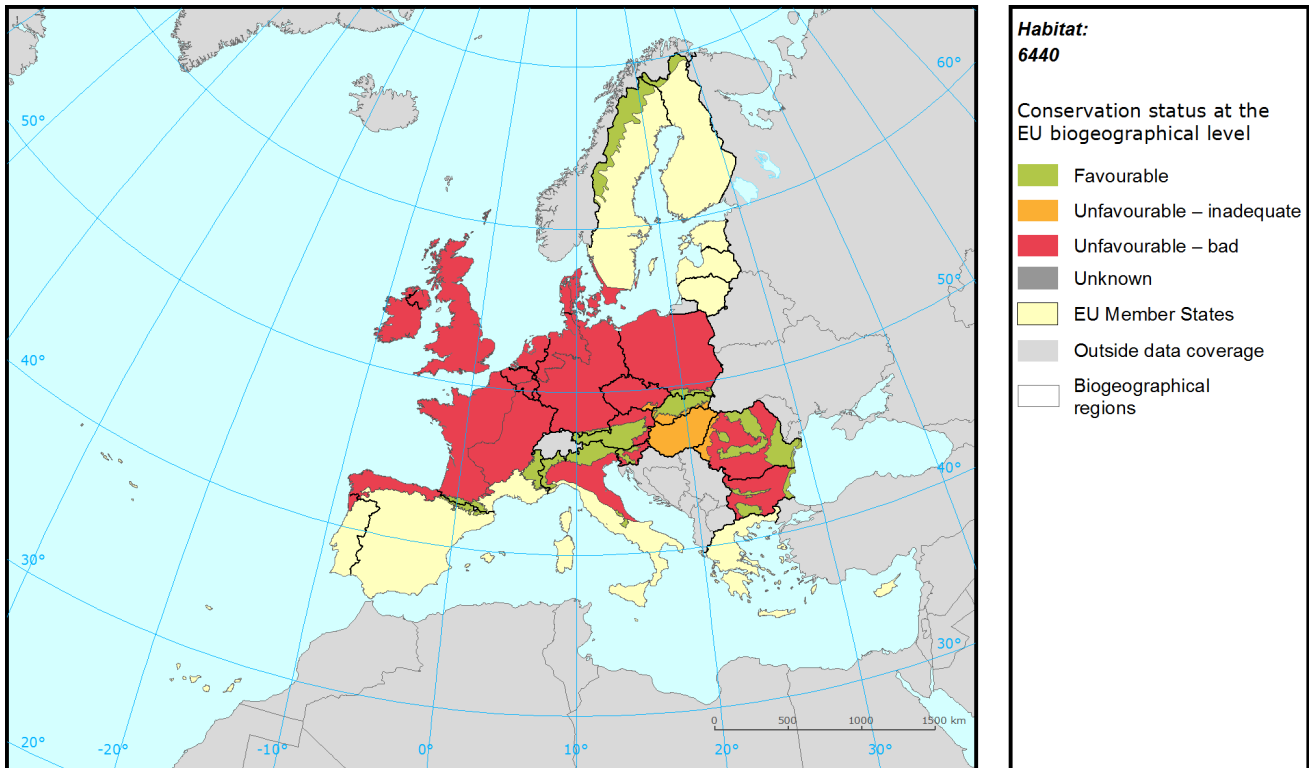 60°
50°
50°
40°
40°
30°
30°
20°
-20°
-10°
0°
10°
20°
30°
0
500
1000
1500 km
Habitat:
6440
Conservation status at the
EU biogeographical level
Favourable
Unfavourable – inadequate
Unfavourable – bad
Unknown
EU Member States
Outside data coverage
Biogeographical
regions